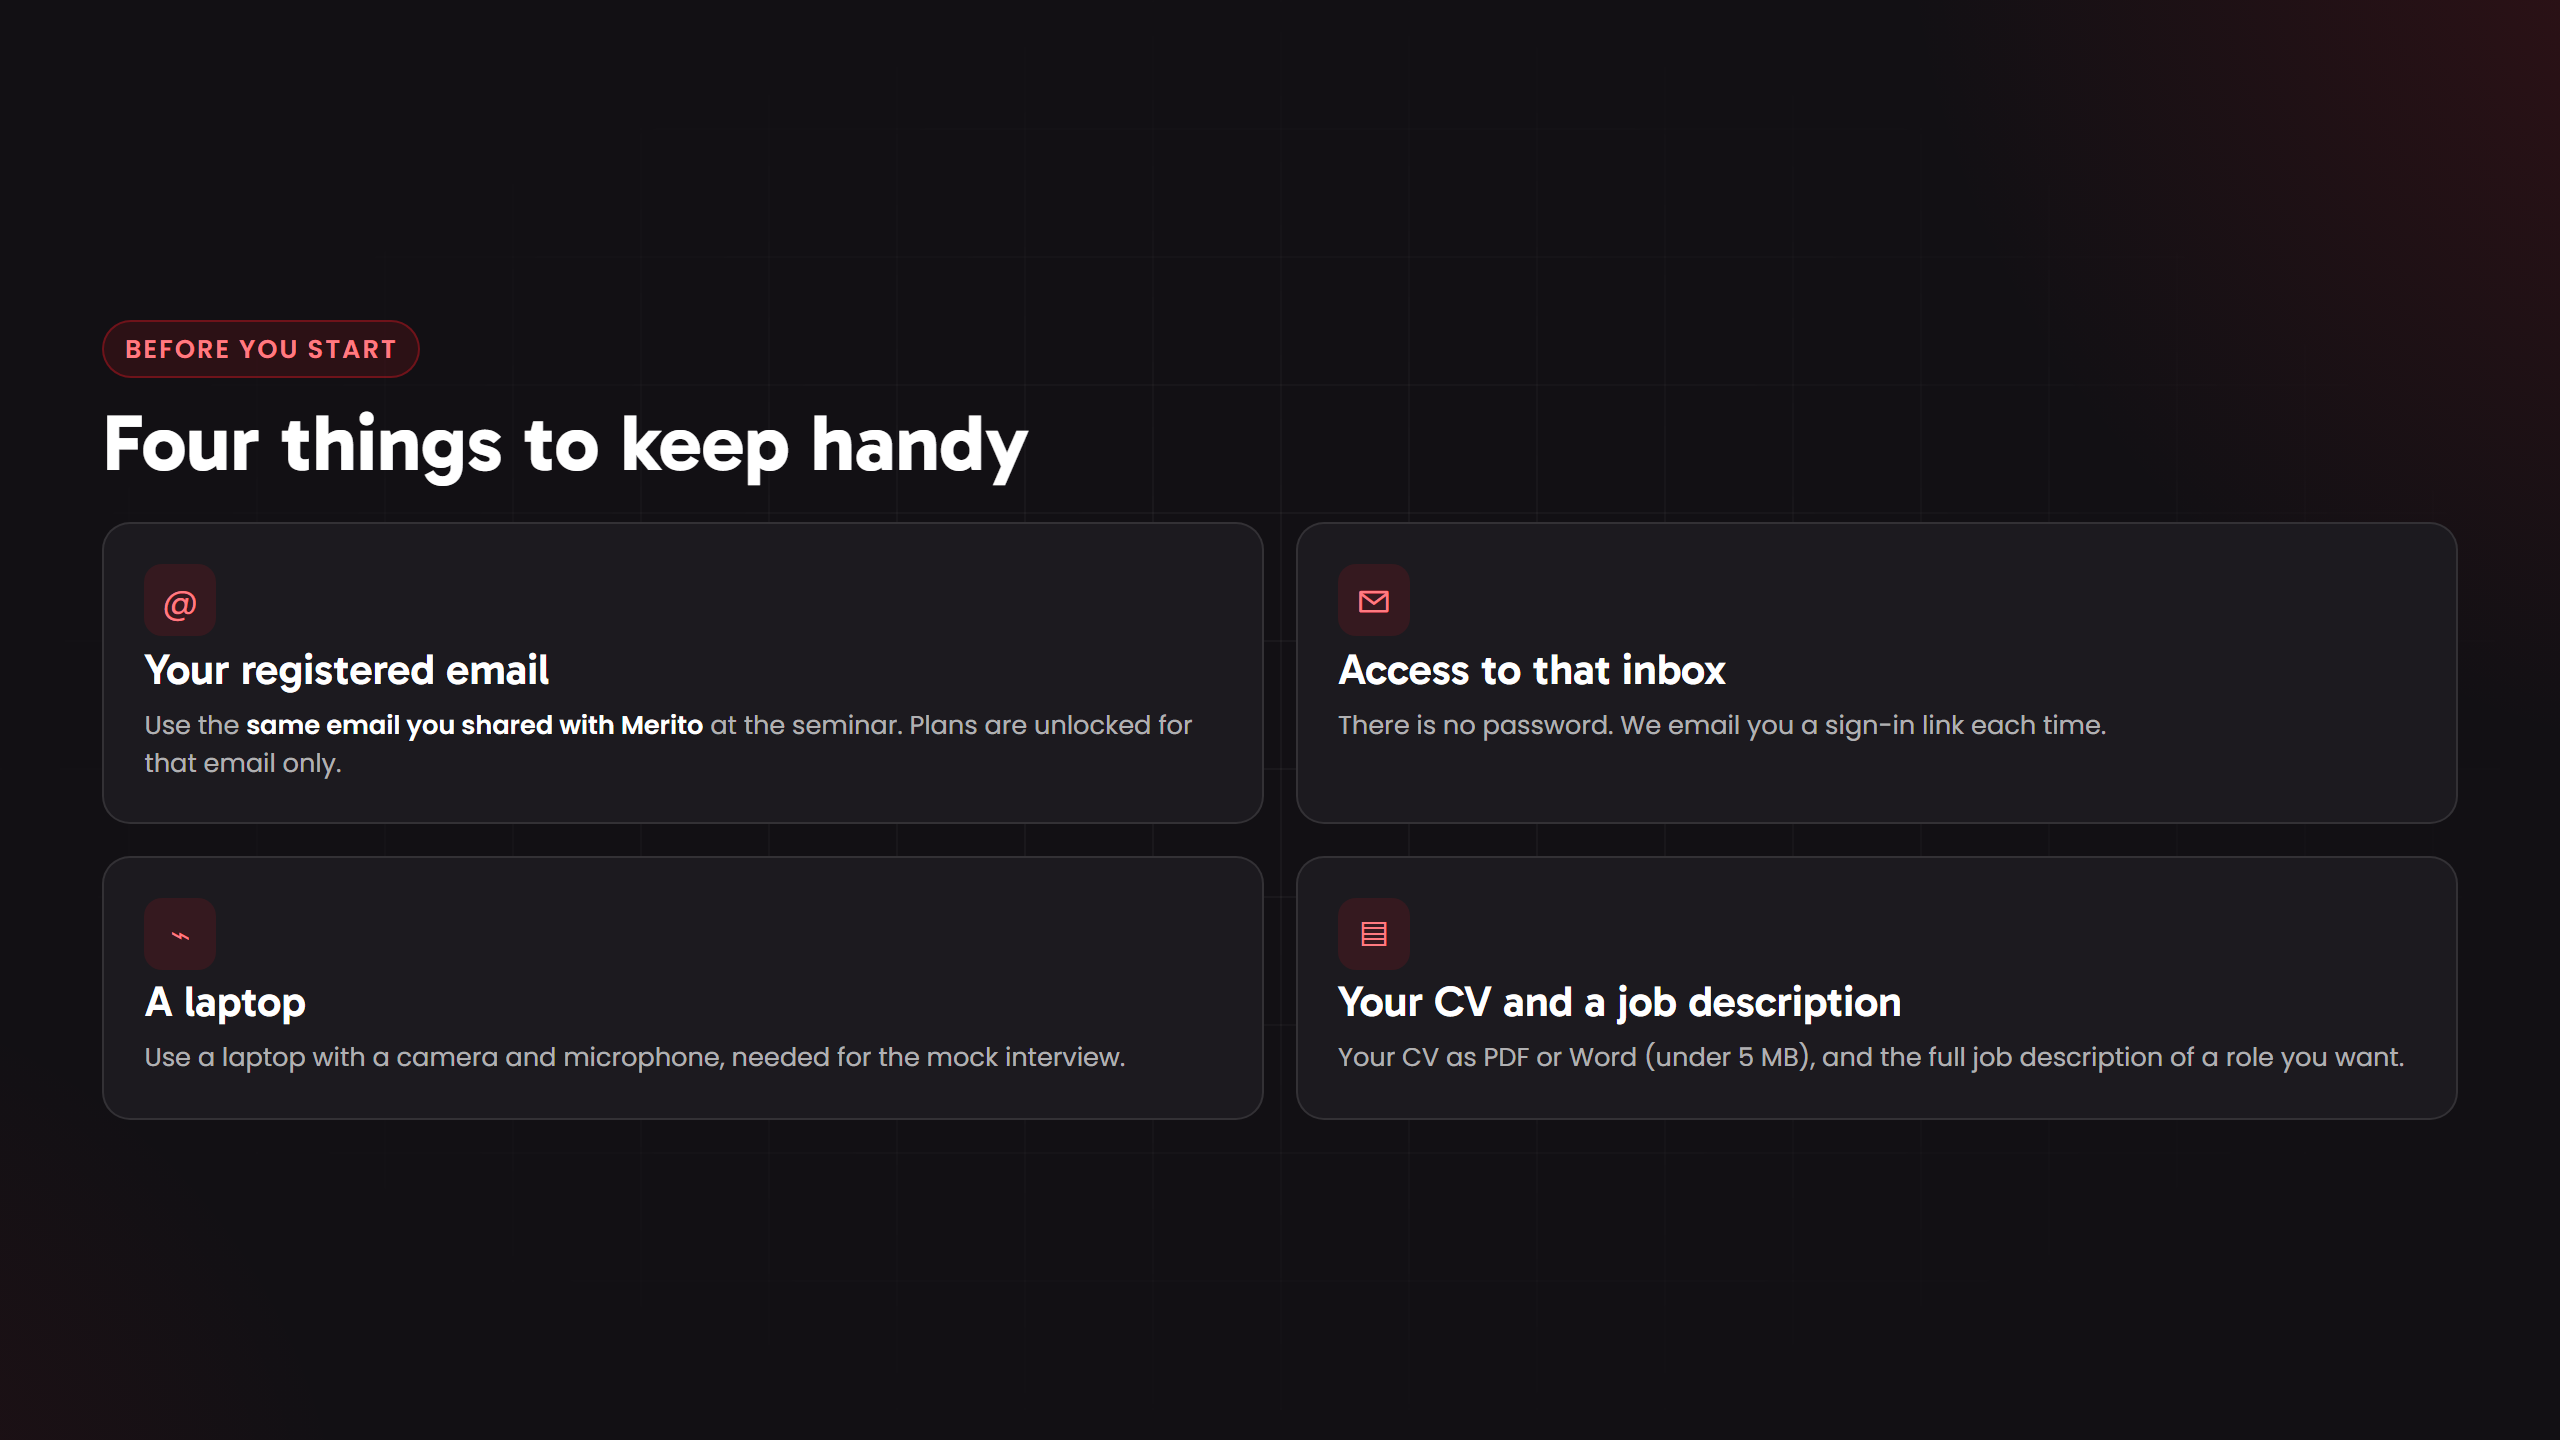 BEFORE YOU START
Four things to keep handy
@
Your registered email
Use the same email you shared with Merito at the seminar. Plans are unlocked for
that email only.
Access to that inbox
There is no password. We email you a sign-in link each time.
A laptop
Use a laptop with a camera and microphone, needed for the mock interview.
Your CV and a job description
Your CV as PDF or Word (under 5 MB), and the full job description of a role you want.